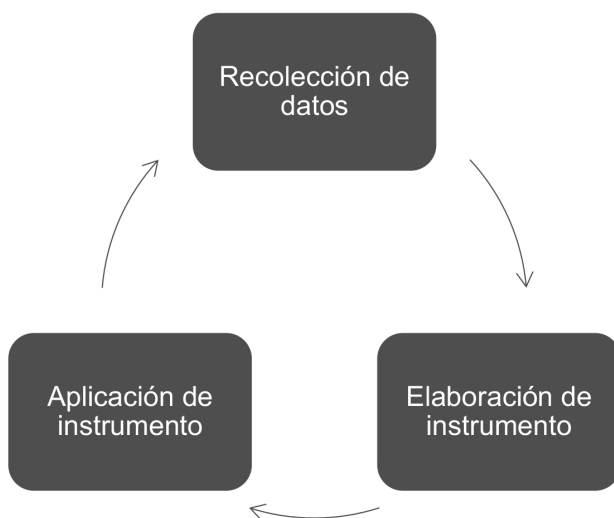 Recolección de
datos
Elaboración de
instrumento
Aplicación de
instrumento